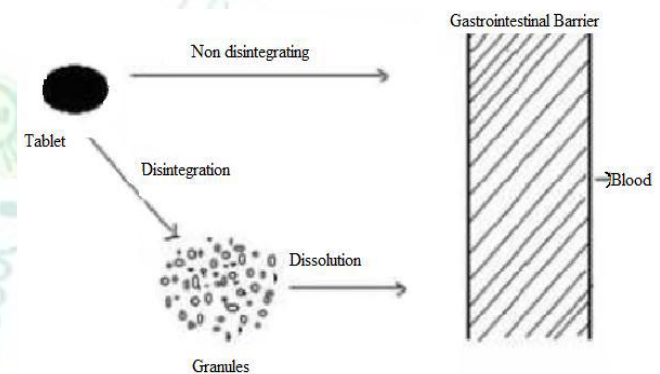 Gastrointestinal Barrier
Non disintegrating
Tablet
Disintegration
Blood
Dissolution
Granules